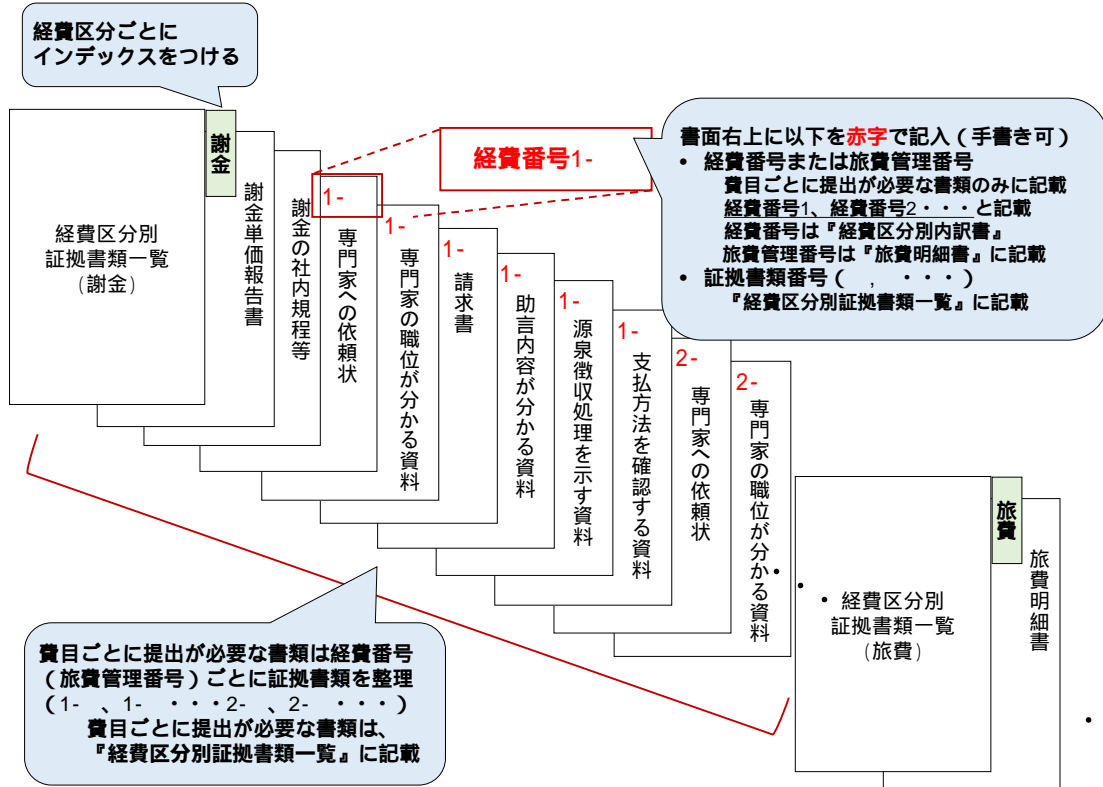 経費区分ごとに
インデックスをつける
経費区分別
証拠書類一覧
(謝金)
謝金
謝金単価報告書
謝金の社内規程等
1-
専門家への依頼状
1-
専門家の職位が分かる資料
1-
請求書
1-
助言内容が分かる資料
1-
源泉徴収処理を示す資料
1-
支払方法を確認する資料
2-
専門家への依頼状
2-
専門家の職位が分かる資料
経費番号1-
書面右上に以下を赤字で記入(手書き可)
• 経費番号または旅費管理番号
費目ごとに提出が必要な書類のみに記載
経費番号1、経費番号2・・・と記載
経費番号は『経費区分別内訳書』
旅費管理番号は『旅費明細書』に記載
• 証拠書類番号( , ・・・)
『経費区分別証拠書類一覧』に記載
費目ごとに提出が必要な書類は経費番号
(旅費管理番号)ごとに証拠書類を整理
(1- 、1- ・・・2- 、2- ・・・)
費目ごとに提出が必要な書類は、
『経費区分別証拠書類一覧』に記載
• 経費区分別
証拠書類一覧
(旅費)
旅費
旅費明細書